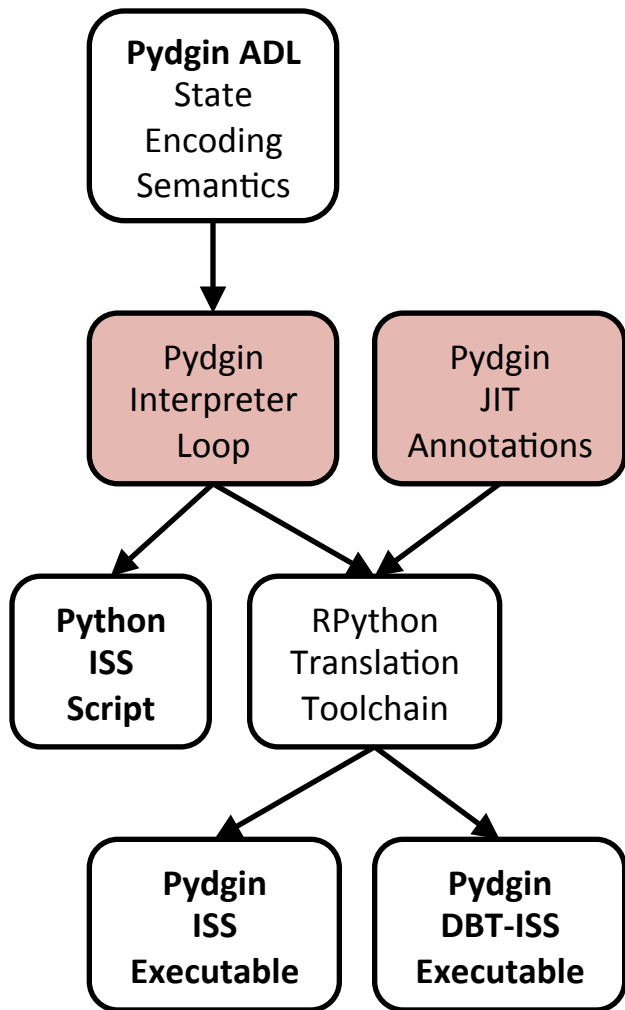 Pydgin ADL
State
Encoding
Semantics
Pydgin
Interpreter
Loop
Pydgin
JIT
Annotations
Python
ISS
Script
RPython
Translation
Toolchain
Pydgin
ISS
Executable
Pydgin
DBT-ISS
Executable